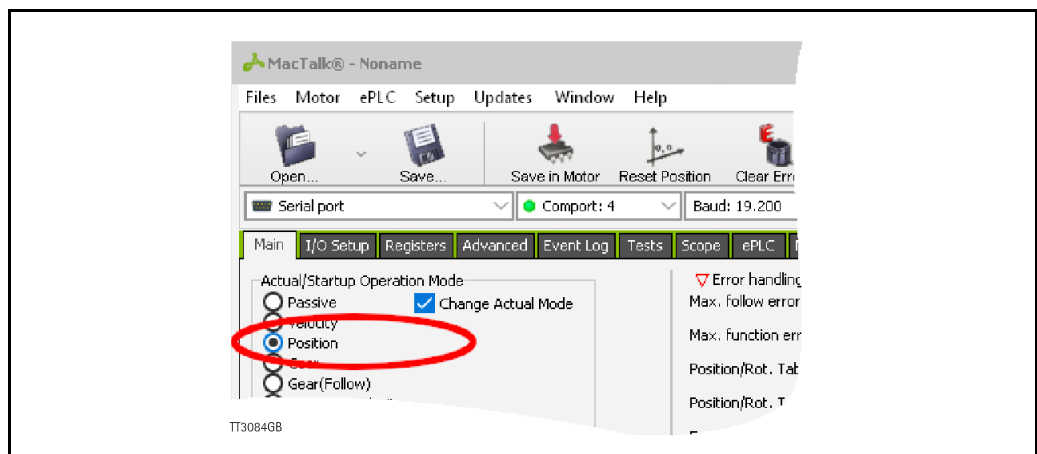 MacTalk® - Noname
Files Motor ePLC Setup Updates Window Help
Open... Save... Save in Motor Reset Position Clear Err
Serial port Comport: 4 Baud: 19.200
Main I/O Setup Registers Advanced Event Log Tests Scope ePLC
Actual/Startup Operation Mode
Error handling
Passive Change Actual Mode Max. follow error
Velocity
Position Max. function err
Position/Rot. Tab
Gear(Follow)
Position/Rot. T
TT3084GB